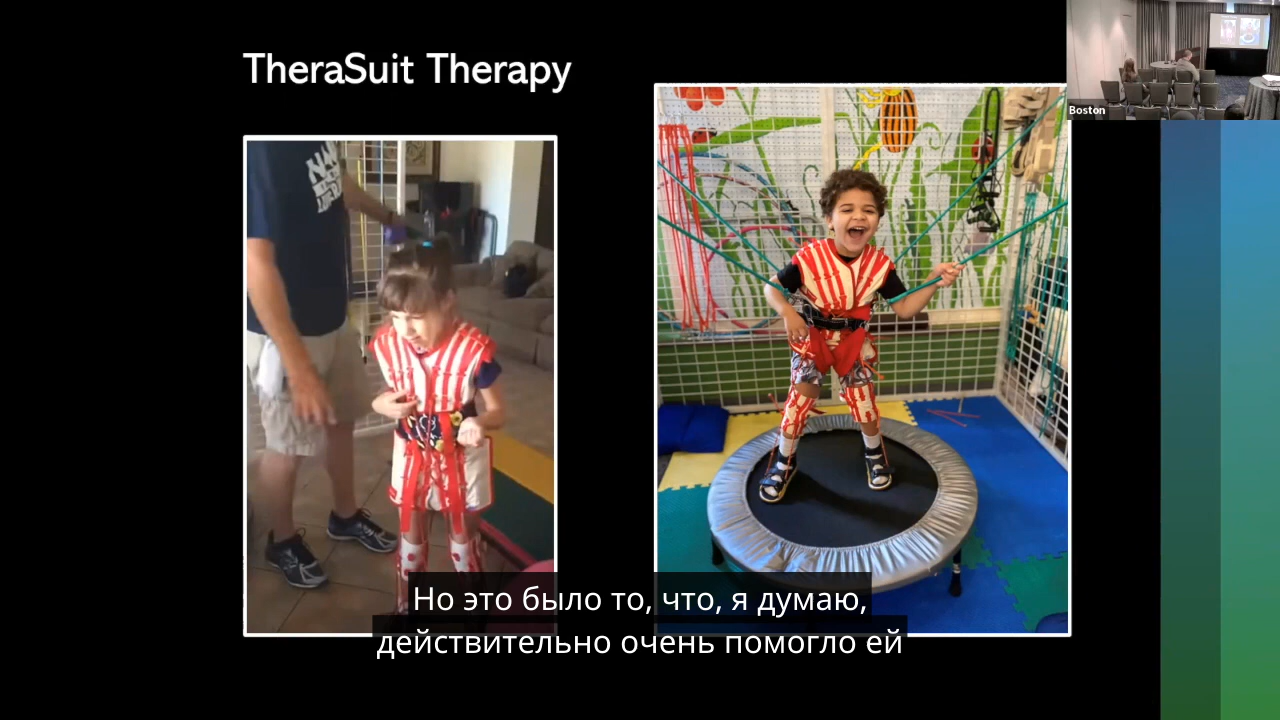 TheraSuit Therapy
Boston
Но это было то, что, я думаю,
действительно очень помогло ей